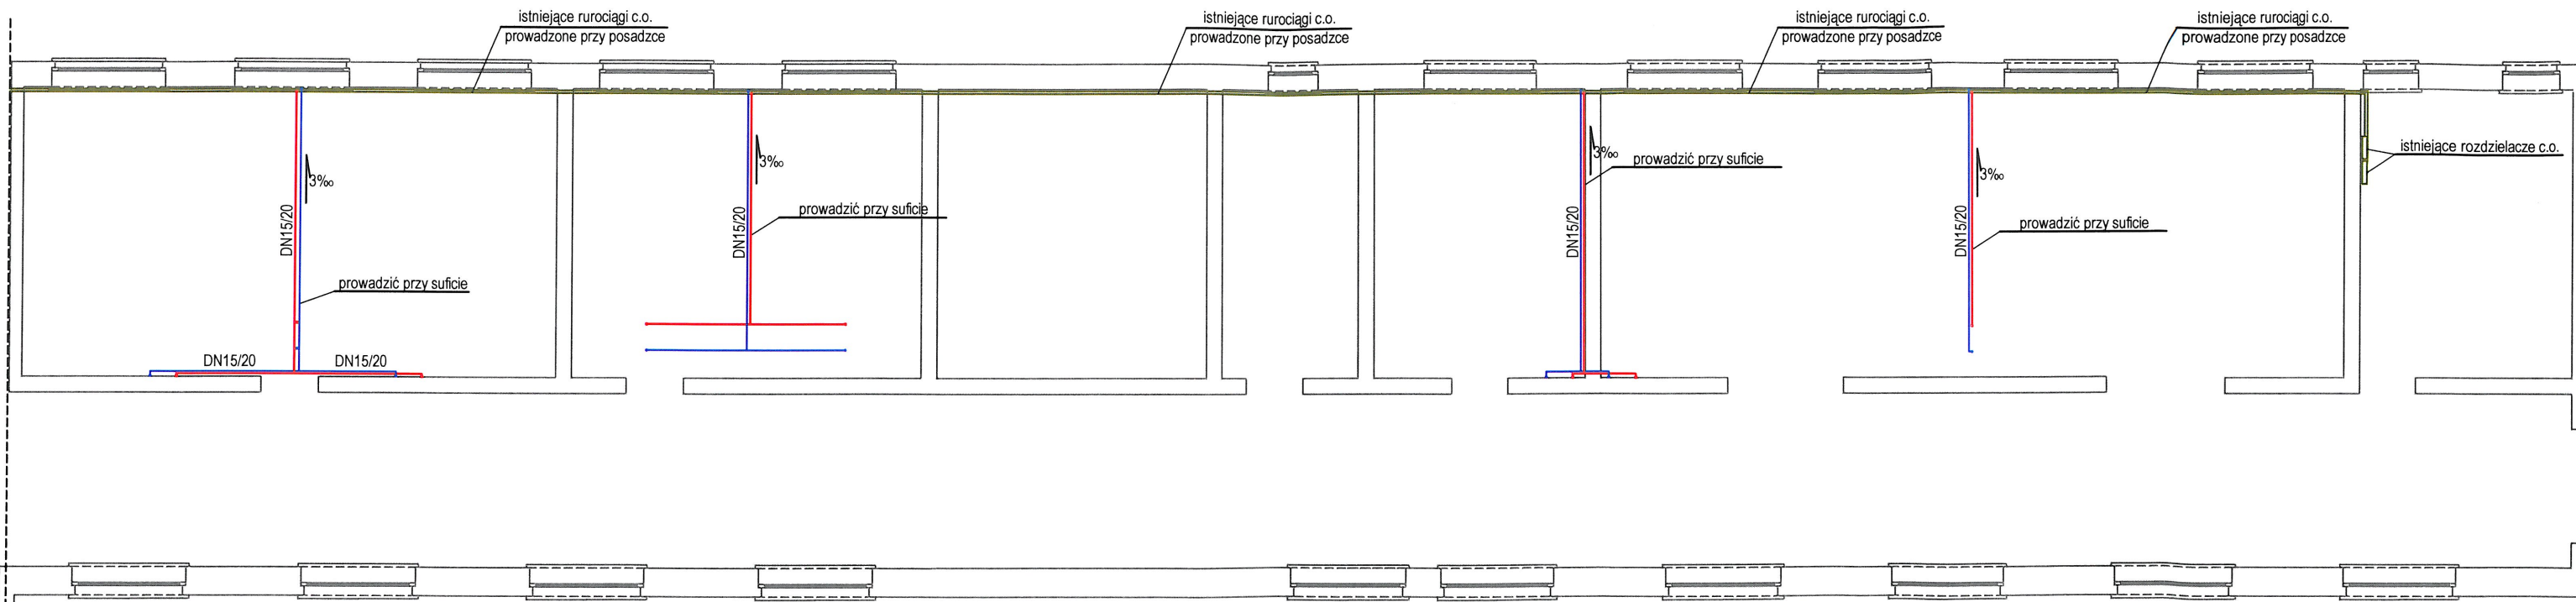 istniejące rurociągi c.o.
prowadzone przy posadzce
istniejące rurociągi c.o.
prowadzone przy posadzce
istniejące rurociągi c.o.
prowadzone przy posadzce
istniejące rurociągi c.o.
prowadzone przy posadzce
3‰
DN15/20
prowadzić przy suficie
DN15/20
DN15/20
3‰
DN15/20
prowadzić przy suficie
3‰
DN15/20
prowadzić przy suficie
3‰
DN15/20
prowadzić przy suficie
istniejące rozdzielacze c.o.